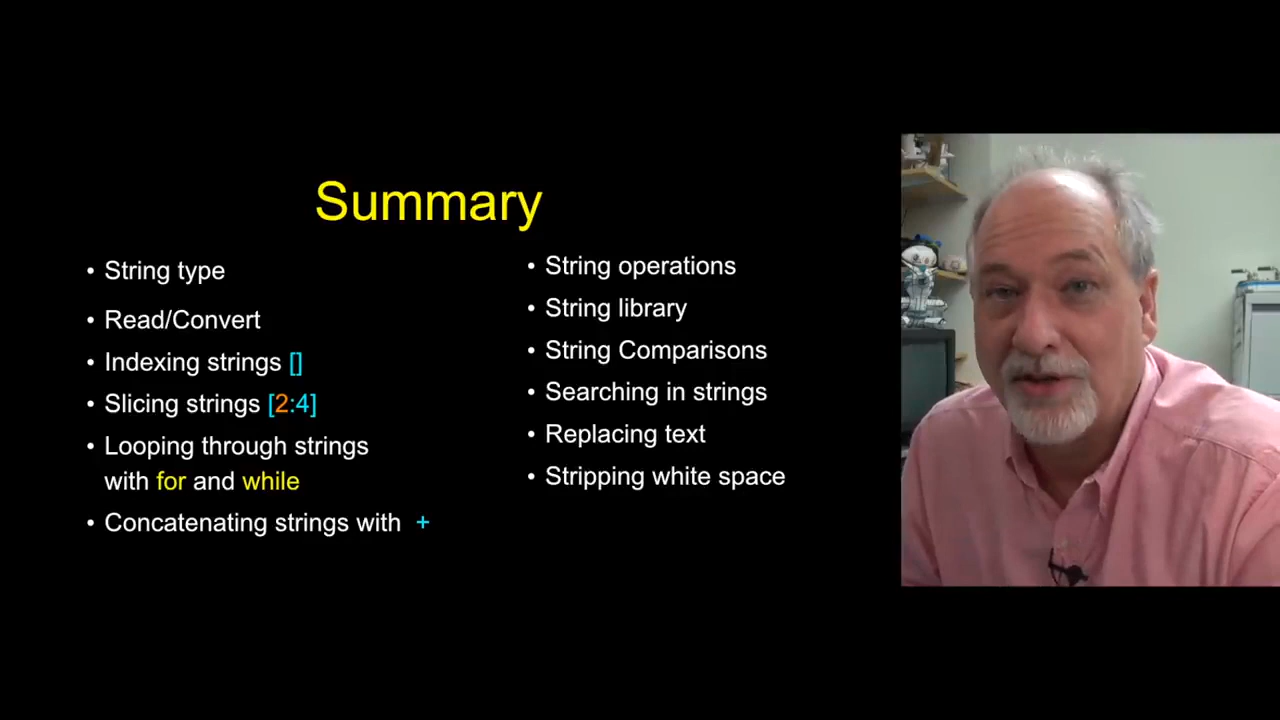 Summary
• String type
• Read/Convert
• Indexing strings []
• Slicing strings [2:4]
• Looping through strings
with for and while
• Concatenating strings with +
• String operations
• String library
• String Comparisons
• Searching in strings
• Replacing text
• Stripping white space